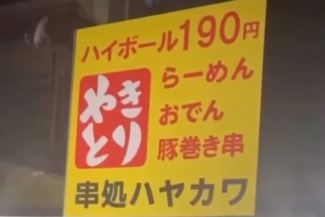 ハイボール190円
やきとり
らーめん
おでん
豚巻き串
串処ハヤカワ